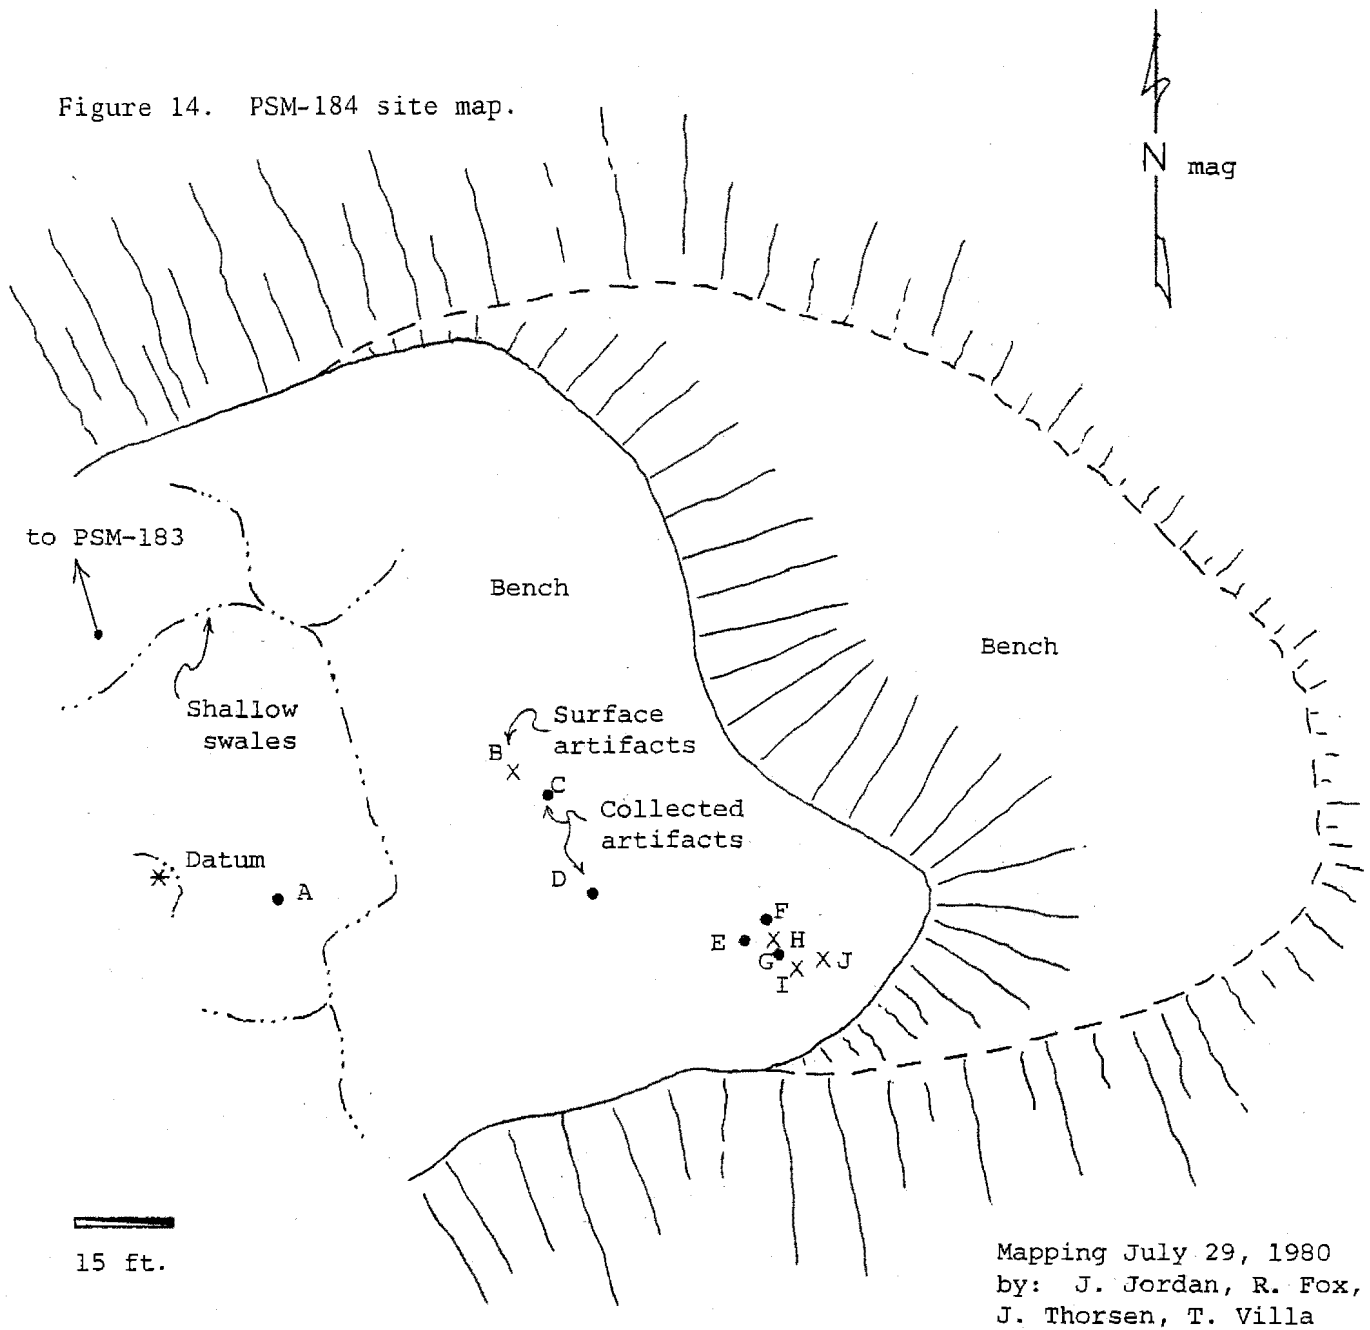 Figure 14. PSM-184 site map.
N mag
to PSM-183
Bench
Bench
Shallow
swales
Surface
artifacts
B
C
Collected
artifacts
Datum
A
D
F
E
H
G
J
I
15 ft.
Mapping July 29, 1980
by: J. Jordan, R. Fox,
J. Thorsen, T. Villa